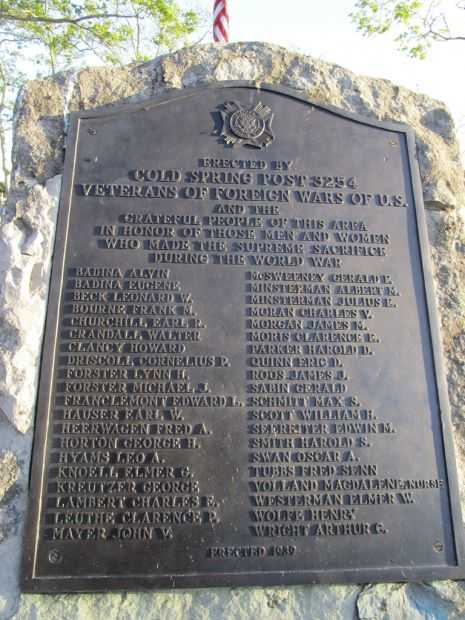 ERECTED BY
COLD SPRING POST 3254
VETERANS OF FOREIGN WARS OF U.S.
AND THE
GRATEFUL PEOPLE OF THIS AREA
IN HONOR OF THOSE MEN AND WOMEN
WHO MADE THE SUPREME SACRIFICE
DURING THE WORLD WAR
BADINA ALVIN
BADINA EUGENE
BECK LEONARD W.
BOURNE FRANK M.
CHURCHILL EARL R.
CRANDALL WALTER
CLANCY HOWARD
DRISCOLL CORNELIUS P.
FORSTER LYNN H.
KORSTER MICHAEL J.
FRANCLEMONT EDWARD L.
HAUSER EARL W.
HEERWAGEN FRED A.
HORTON GEORGE H.
HYAMS LEO A.
KNOELL ELMER G.
KREUTZER GEORGE
LAMBERT CHARLES E.
LEUTHE CLARENCE P.
MAYER JOHN V.
McSWEENEY GERALD E.
MINSTERMAN ALBERT M.
MINSTERMAN JULIUS L.
MORAN CHARLES V.
MORGAN JAMES M.
MORIS CLARENCE E.
PARKER HAROLD D.
QUINN ERIC D.
ROBS JAMES J.
SABIN GERALD
SCHMITT MAX S.
SCOTT WILLIAM H.
SEEREITER EDWIN M.
SMITH HAROLD S.
SWAN OSCAR A.
TUBBS FRED SENN
VOLLAND MAGDALENE, NURSE
WESTERMAN ELMER W.
WOLFE HENRY
WRIGHT ARTHUR G.
ERECTED 1939